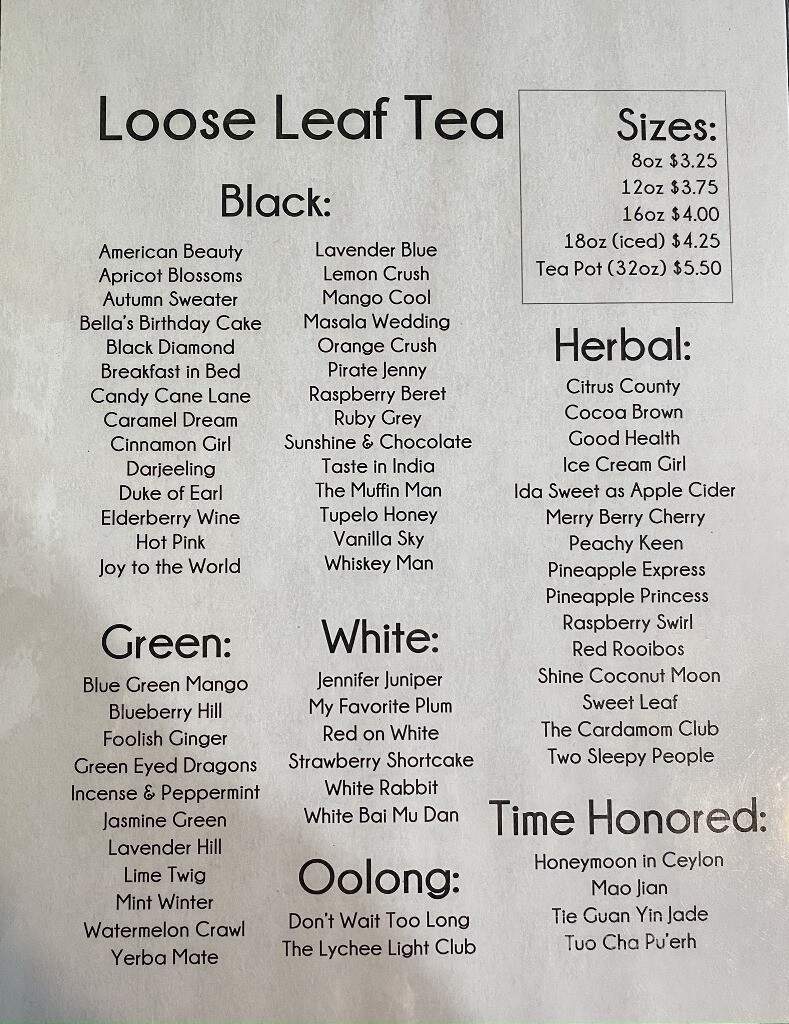 Loose Leaf Tea
Sizes:
8oz $3.25
12oz $3.75
16oz $4.00
18oz (iced) $4.25
Tea Pot (32oz) $5.50
Black:
American Beauty
Apricot Blossoms
Autumn Sweater
Bella's Birthday Cake
Black Diamond
Breakfast in Bed
Candy Cane Lane
Caramel Dream
Cinnamon Girl
Darjeeling
Duke of Earl
Elderberry Wine
Hot Pink
Joy to the World
Lavender Blue
Lemon Crush
Mango Cool
Masala Wedding
Orange Crush
Pirate Jenny
Raspberry Beret
Ruby Grey
Sunshine & Chocolate
Taste in India
The Muffin Man
Tupelo Honey
Vanilla Sky
Whiskey Man
Herbal:
Citrus County
Cocoa Brown
Good Health
Ice Cream Girl
Ida Sweet as Apple Cider
Merry Berry Cherry
Peachy Keen
Pineapple Express
Pineapple Princess
Raspberry Swirl
Red Rooibos
Shine Coconut Moon
Sweet Leaf
The Cardamom Club
Two Sleepy People
Green:
Blue Green Mango
Blueberry Hill
Foolish Ginger
Green Eyed Dragons
Incense & Peppermint
Jasmine Green
Lavender Hill
Lime Twig
Mint Winter
Watermelon Crawl
Yerba Mate
White:
Jennifer Juniper
My Favorite Plum
Red on White
Strawberry Shortcake
White Rabbit
White Bai Mu Dan
Oolong:
Don't Wait Too Long
The Lychee Light Club
Time Honored:
Honeymoon in Ceylon
Mao Jian
Tie Guan Yin Jade
Tuo Cha Pu'erh